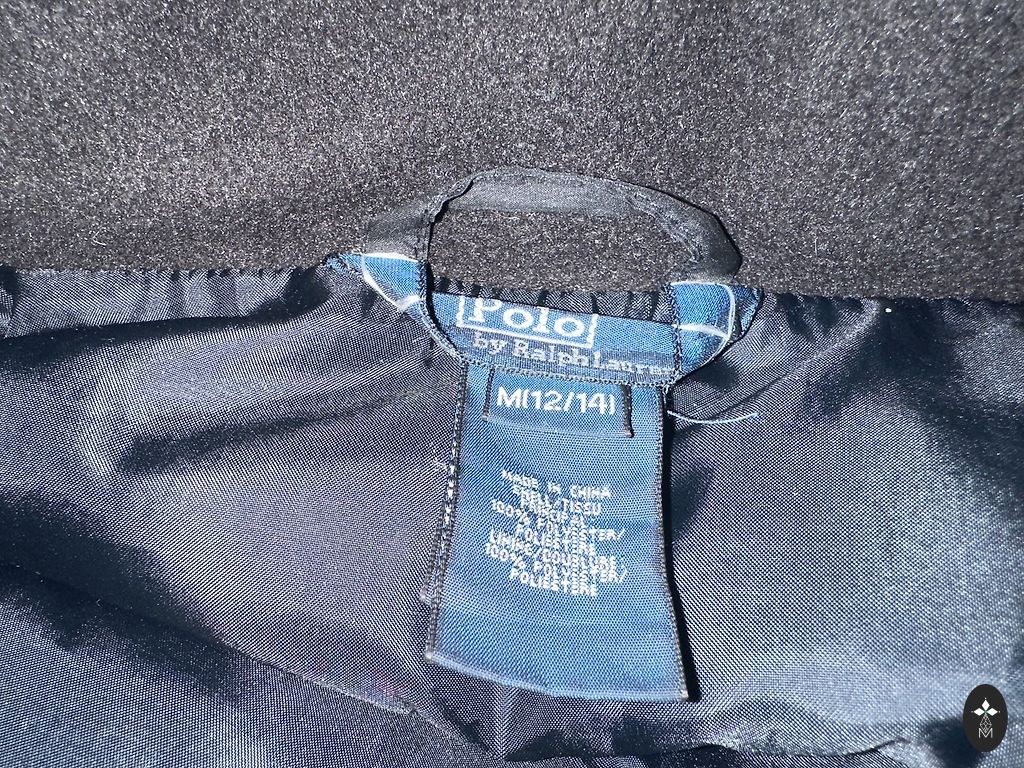 Polo
by Ralph Lauren
M(12/14)
MADE IN CHINA
SHELL/TISSU
PRINCIPAL
100% POLYESTER/
POLIESTERE
LINING/DOUBLURE
100% POLYESTER/
POLIESTERE
M